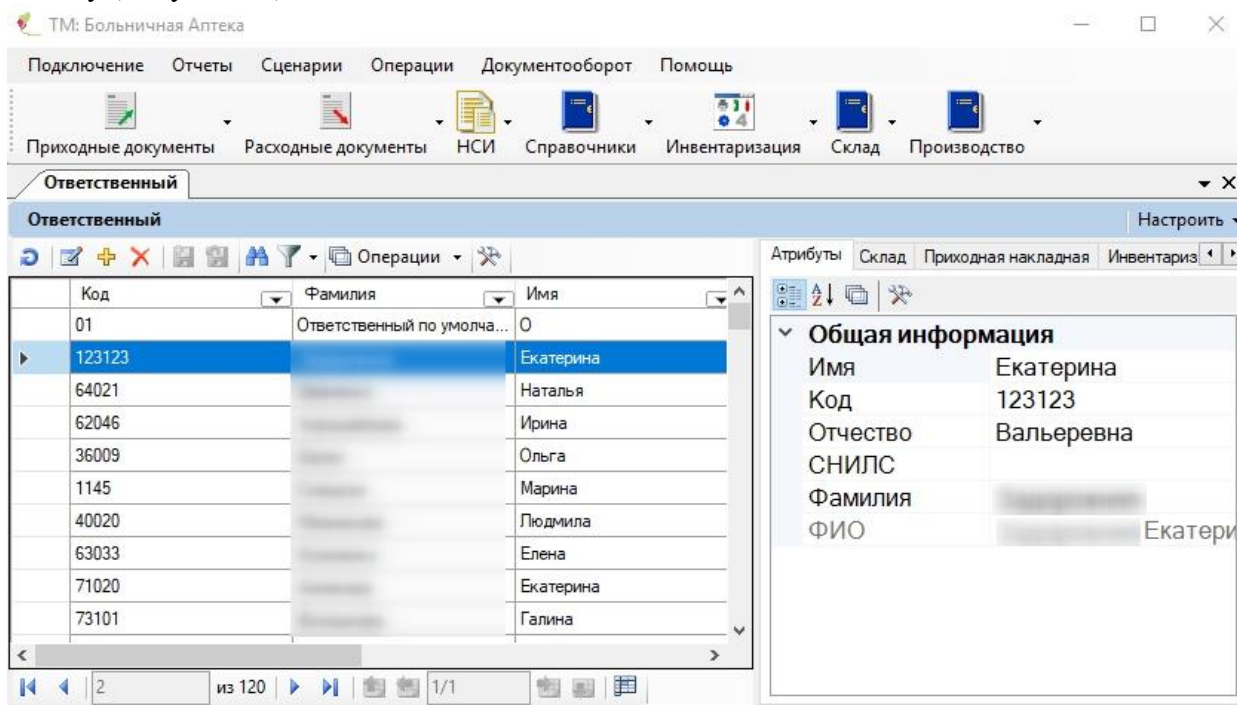 ТМ: Больничная Аптека
Подключение Отчеты Сценарии Операции Документооборот Помощь
Приходные документы Расходные документы НСИ Справочники Инвентаризация Склад Производство
Ответственный
Ответственный Настроить
Операции
Атрибуты Склад Приходная накладная Инвентариз
Код Фамилия Имя
01 Ответственный по умолча... О
123123 Екатерина
64021 Наталья
62046 Ирина
36009 Ольга
1145 Марина
40020 Людмила
63033 Елена
71020 Екатерина
73101 Галина
2 из 120 1/1
Общая информация
Имя Екатерина
Код 123123
Отчество Вальеревна
СНИЛС
Фамилия
ФИО Екатери